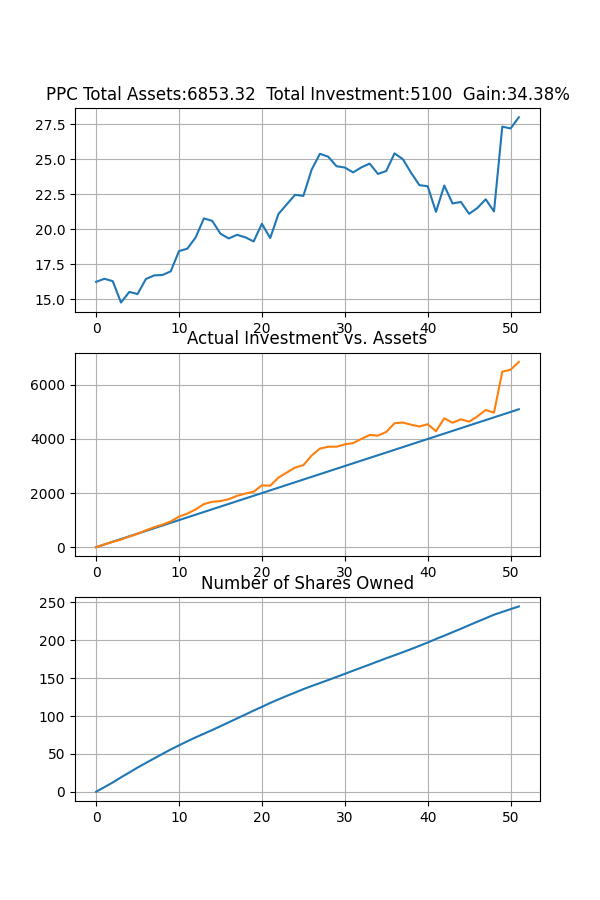 PPC Total Assets:6853.32  Total Investment:5100  Gain:34.38%
27.5
25.0
22.5
20.0
17.5
15.0
0 10 20 30 40 50
Actual Investment vs. Assets
6000
4000
2000
0
0 10 20 30 40 50
Number of Shares Owned
250
200
150
100
50
0
0 10 20 30 40 50